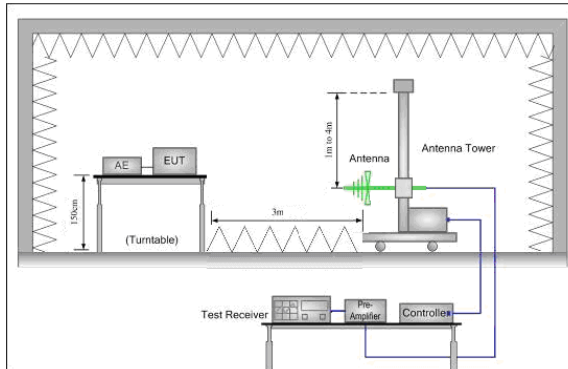 1m to 4m
Antenna
Antenna Tower
AE
EUT
150cm
(Turntable)
3m
Test Receiver
Pre-
Amplifier
Controller